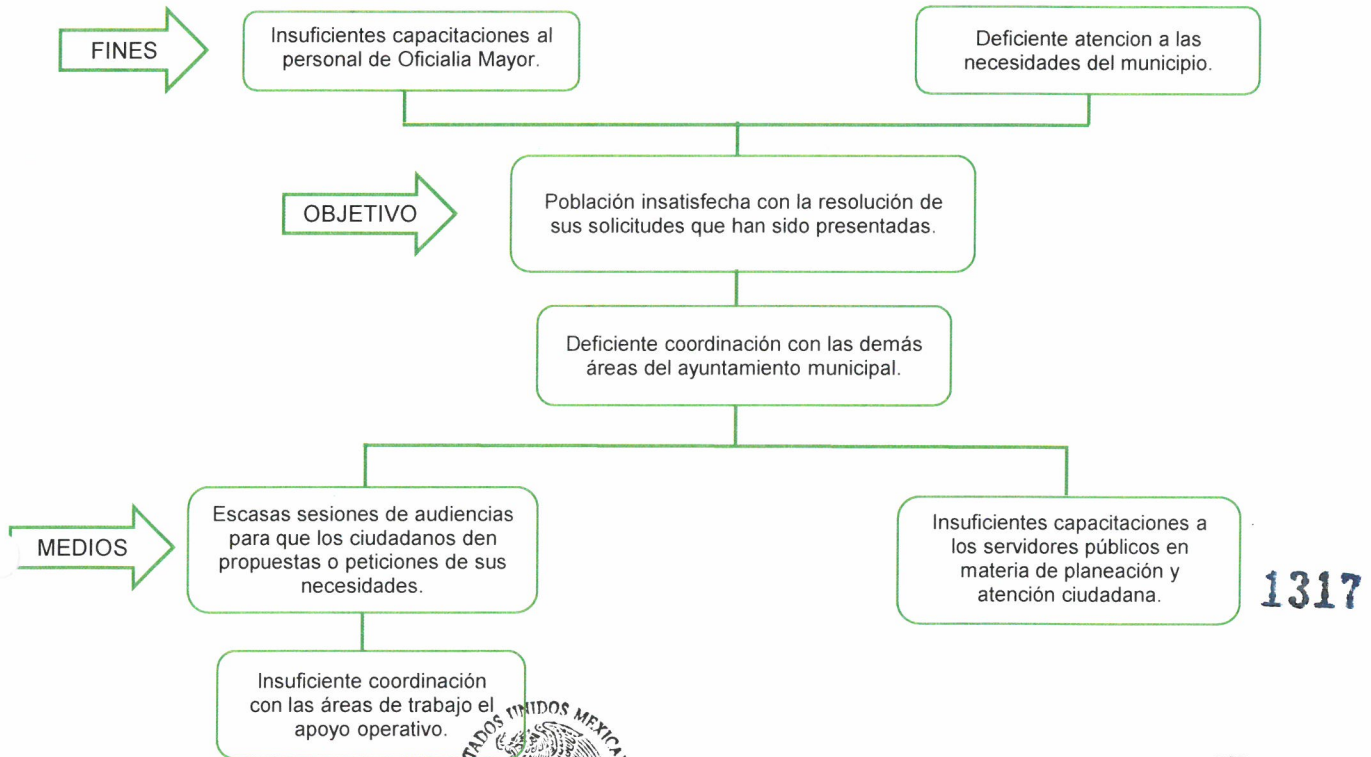 FINES
Insuficientes capacitaciones al
personal de Oficialia Mayor.
Deficiente atencion a las
necesidades del municipio.
OBJETIVO
Población insatisfecha con la resolución de
sus solicitudes que han sido presentadas.
Deficiente coordinación con las demás
áreas del ayuntamiento municipal.
MEDIOS
Escasas sesiones de audiencias
para que los ciudadanos den
propuestas o peticiones de sus
necesidades.
Insuficientes capacitaciones a
los servidores públicos en
materia de planeación y
atención ciudadana.
1317
Insuficiente coordinación
con las áreas de trabajo el
apoyo operativo.
UNIDOS